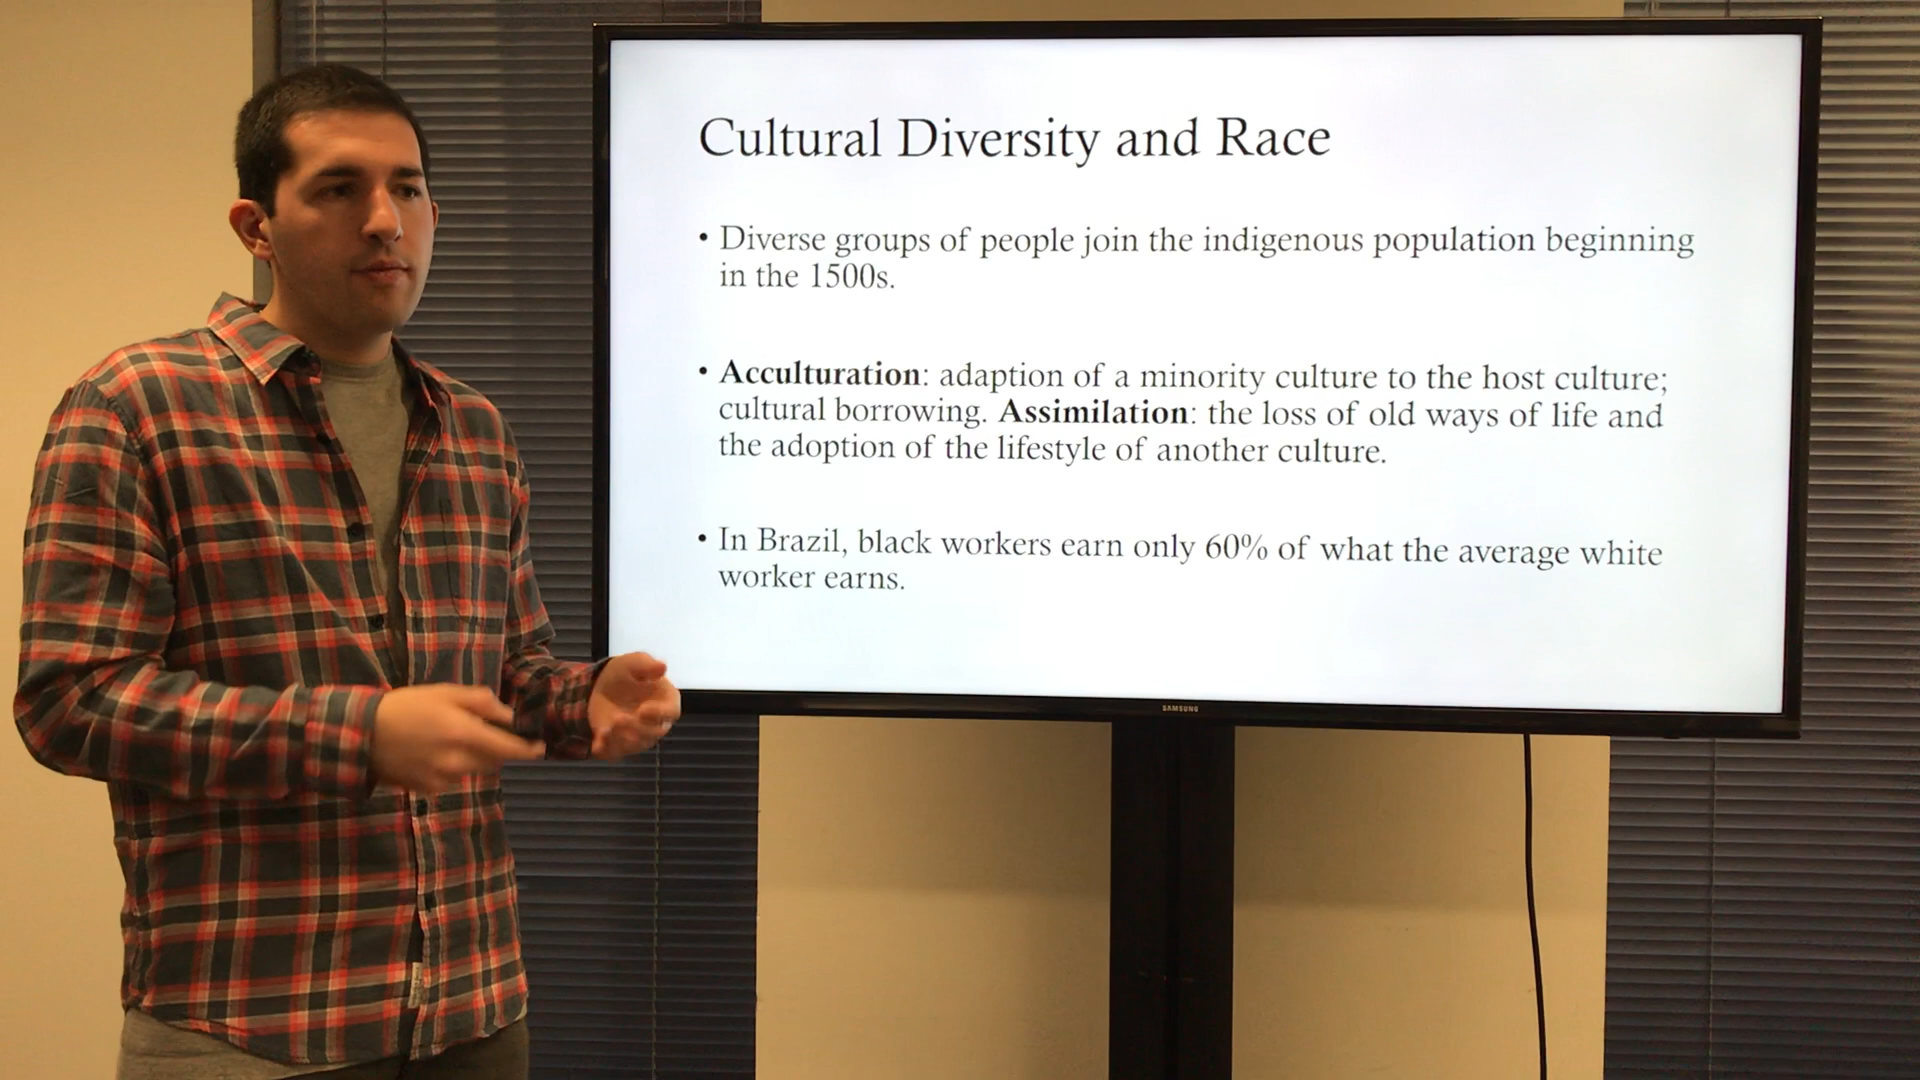 Cultural Diversity and Race
• Diverse groups of people join the indigenous population beginning
in the 1500s.
• Acculturation: adaption of a minority culture to the host culture;
cultural borrowing. Assimilation: the loss of old ways of life and
the adoption of the lifestyle of another culture.
• In Brazil, black workers earn only 60% of what the average white
worker earns.
SAMSUNG